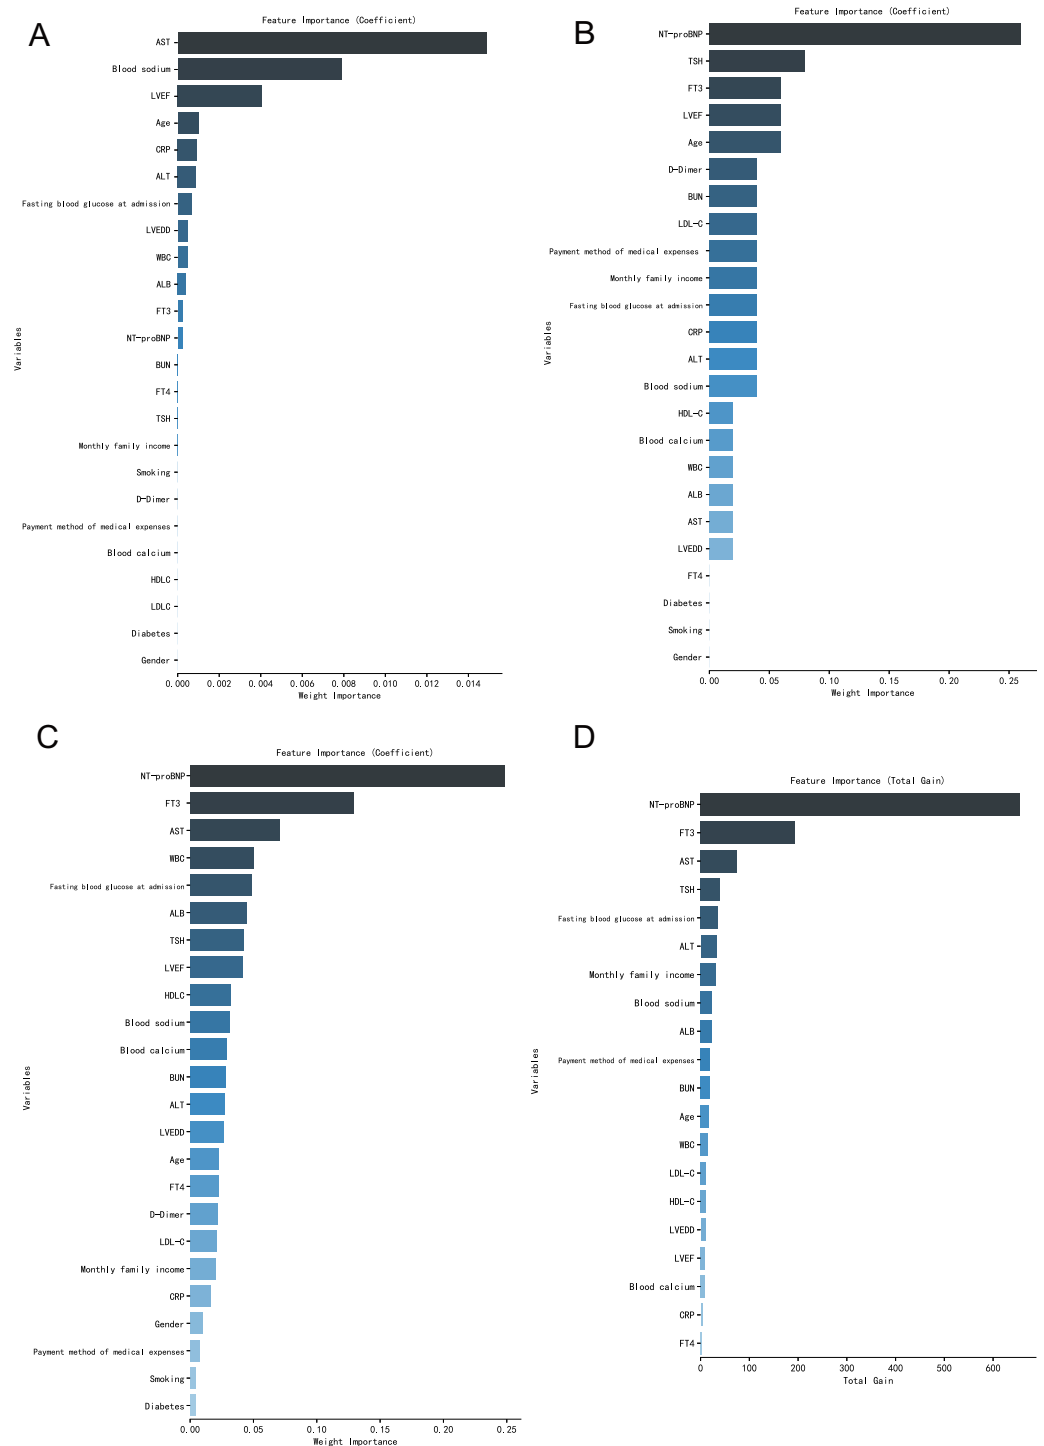 A
Feature Importance (Coefficient)
AST
Blood sodium
LVEF
Age
CRP
ALT
Fasting blood glucose at admission
LVEDD
WBC
ALB
FT3
NT-proBNP
BUN
FT4
TSH
Monthly family income
Smoking
D-Dimer
Payment method of medical expenses
Blood calcium
HDLC
LDLC
Diabetes
Gender
Variables
0.000 0.002 0.004 0.006 0.008 0.010 0.012 0.014
Weight Importance
B
Feature Importance (Coefficient)
NT-proBNP
TSH
FT3
LVEF
Age
D-Dimer
BUN
LDL-C
Payment method of medical expenses
Monthly family income
Fasting blood glucose at admission
CRP
ALT
Blood sodium
HDL-C
Blood calcium
WBC
ALB
AST
LVEDD
FT4
Diabetes
Smoking
Gender
Variables
0.00 0.05 0.10 0.15 0.20 0.25
Weight Importance
C
Feature Importance (Coefficient)
NT-proBNP
FT3
AST
WBC
Fasting blood glucose at admission
ALB
TSH
LVEF
HDLC
Blood sodium
Blood calcium
BUN
ALT
LVEDD
Age
FT4
D-Dimer
LDL-C
Monthly family income
CRP
Gender
Payment method of medical expenses
Smoking
Diabetes
Variables
0.00 0.05 0.10 0.15 0.20 0.25
Weight Importance
D
Feature Importance (Total Gain)
NT-proBNP
FT3
AST
TSH
Fasting blood glucose at admission
ALT
Monthly family income
Blood sodium
ALB
Payment method of medical expenses
BUN
Age
WBC
LDL-C
HDL-C
LVEDD
LVEF
Blood calcium
CRP
FT4
Variables
0 100 200 300 400 500 600
Total Gain